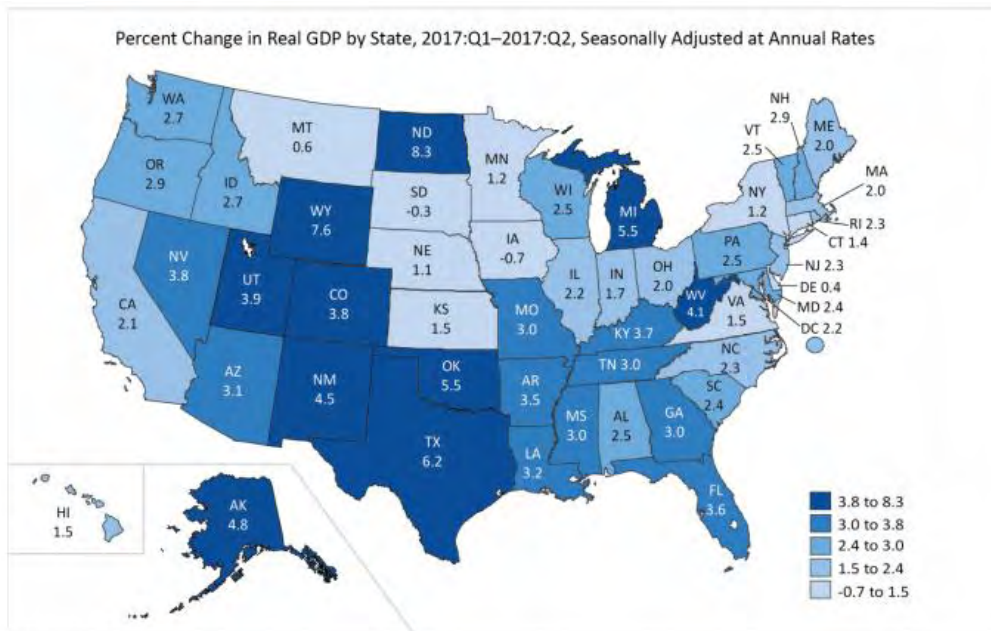 Percent Change in Real GDP by State, 2017:Q1–2017:Q2, Seasonally Adjusted at Annual Rates
WA
2.7
OR
2.9
CA
2.1
NV
3.8
ID
2.7
MT
0.6
WY
7.6
UT
3.9
AZ
3.1
CO
3.8
NM
4.5
ND
8.3
SD
-0.3
NE
1.1
KS
1.5
OK
5.5
TX
6.2
MN
1.2
IA
-0.7
MO
3.0
AR
3.5
LA
3.2
WI
2.5
IL
2.2
MI
5.5
IN
1.7
OH
2.0
KY 3.7
TN 3.0
MS
3.0
AL
2.5
GA
3.0
FL
3.6
SC
2.4
NC
2.3
VA
1.5
WV
4.1
PA
2.5
NY
1.2
VT
2.5
NH
2.9
ME
2.0
MA
2.0
RI 2.3
CT 1.4
NJ 2.3
DE 0.4
MD 2.4
DC 2.2
HI
1.5
AK
4.8
3.8 to 8.3
3.0 to 3.8
2.4 to 3.0
1.5 to 2.4
-0.7 to 1.5